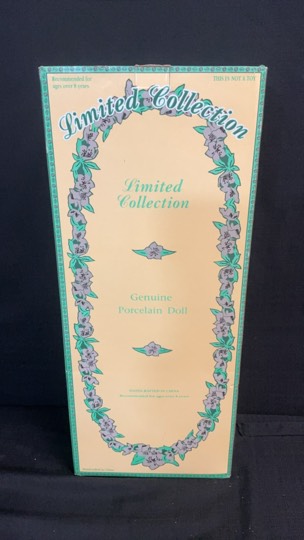 Recommended for
ages over 8 years.
THIS IS NOT A TOY
Limited Collection
Limited
Collection
Genuine
Porcelain Doll